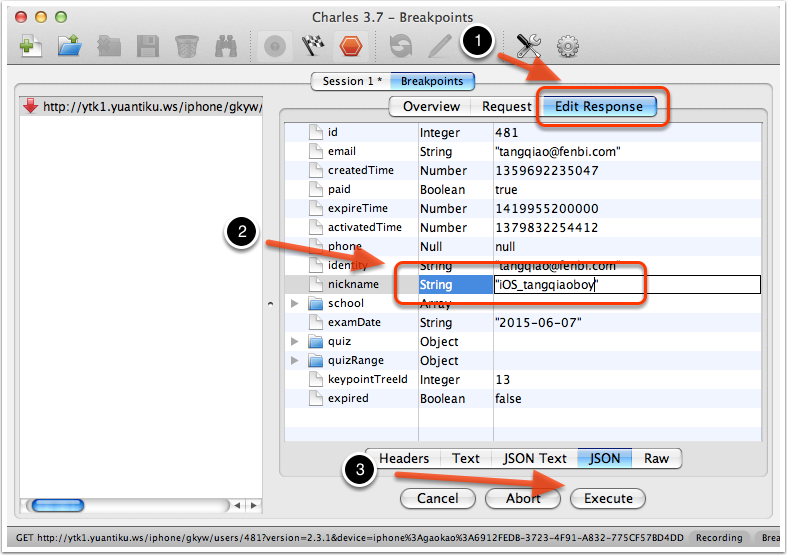 Charles 3.7 – Breakpoints
1
Session 1 * Breakpoints
http://ytk1.yuantiku.ws/iphone/gkyw/
Overview Request Edit Response
id Integer 481
email String "tangqiao@fenbi.com"
createdTime Number 1359692235047
paid Boolean true
expireTime Number 1419955200000
activatedTime Number 1379832254412
2
phone Null null
identity String "tangqiao@fenbi.com"
nickname String "iOS_tangqiaoboy"
school Array
examDate String "2015-06-07"
quiz Object
quizRange Object
keypointTreeId Integer 13
expired Boolean false
Headers Text JSON Text JSON Raw
3
Cancel Abort Execute
GET http://ytk1.yuantiku.ws/iphone/gkyw/users/481?version=2.3.1&device=iphone%3Agaokao%3A6912FEDB-3723-4F91-A832-775CF57BD4DD Recording Brea